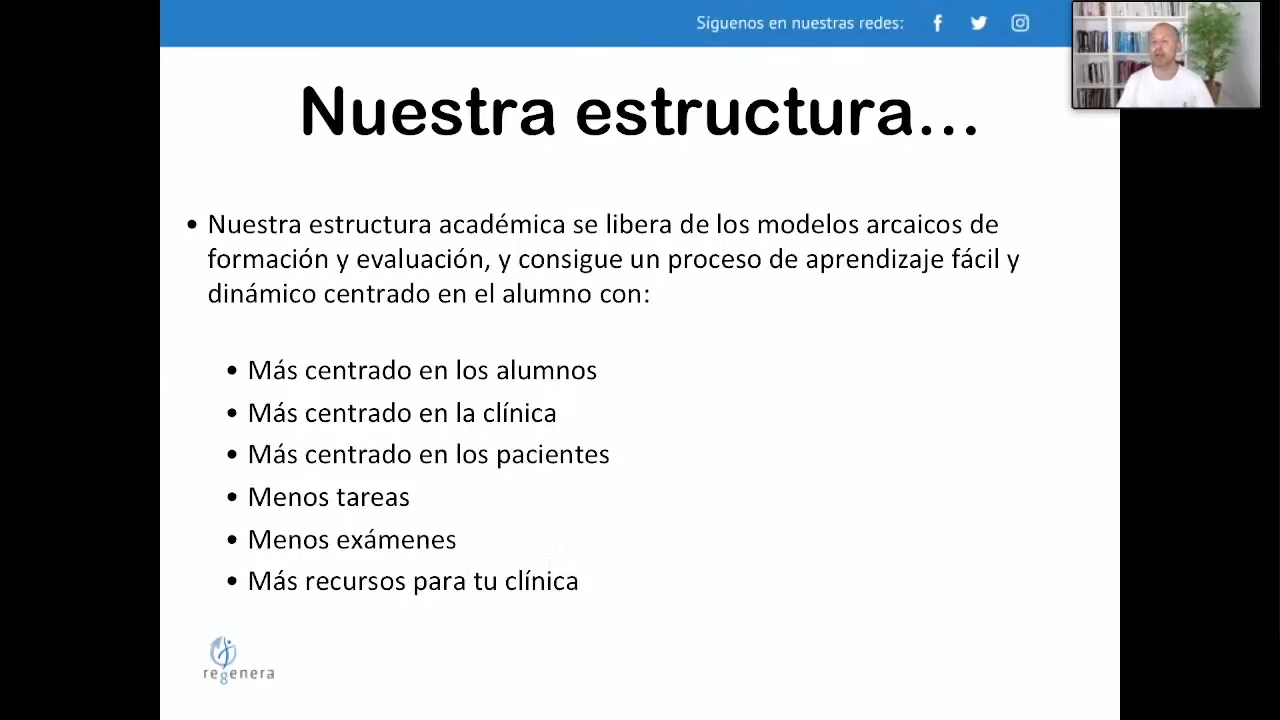 Síguenos en nuestras redes:
Nuestra estructura...
• Nuestra estructura académica se libera de los modelos arcaicos de
formación y evaluación, y consigue un proceso de aprendizaje fácil y
dinámico centrado en el alumno con:
• Más centrado en los alumnos
• Más centrado en la clínica
• Más centrado en los pacientes
• Menos tareas
• Menos exámenes
• Más recursos para tu clínica
regenera